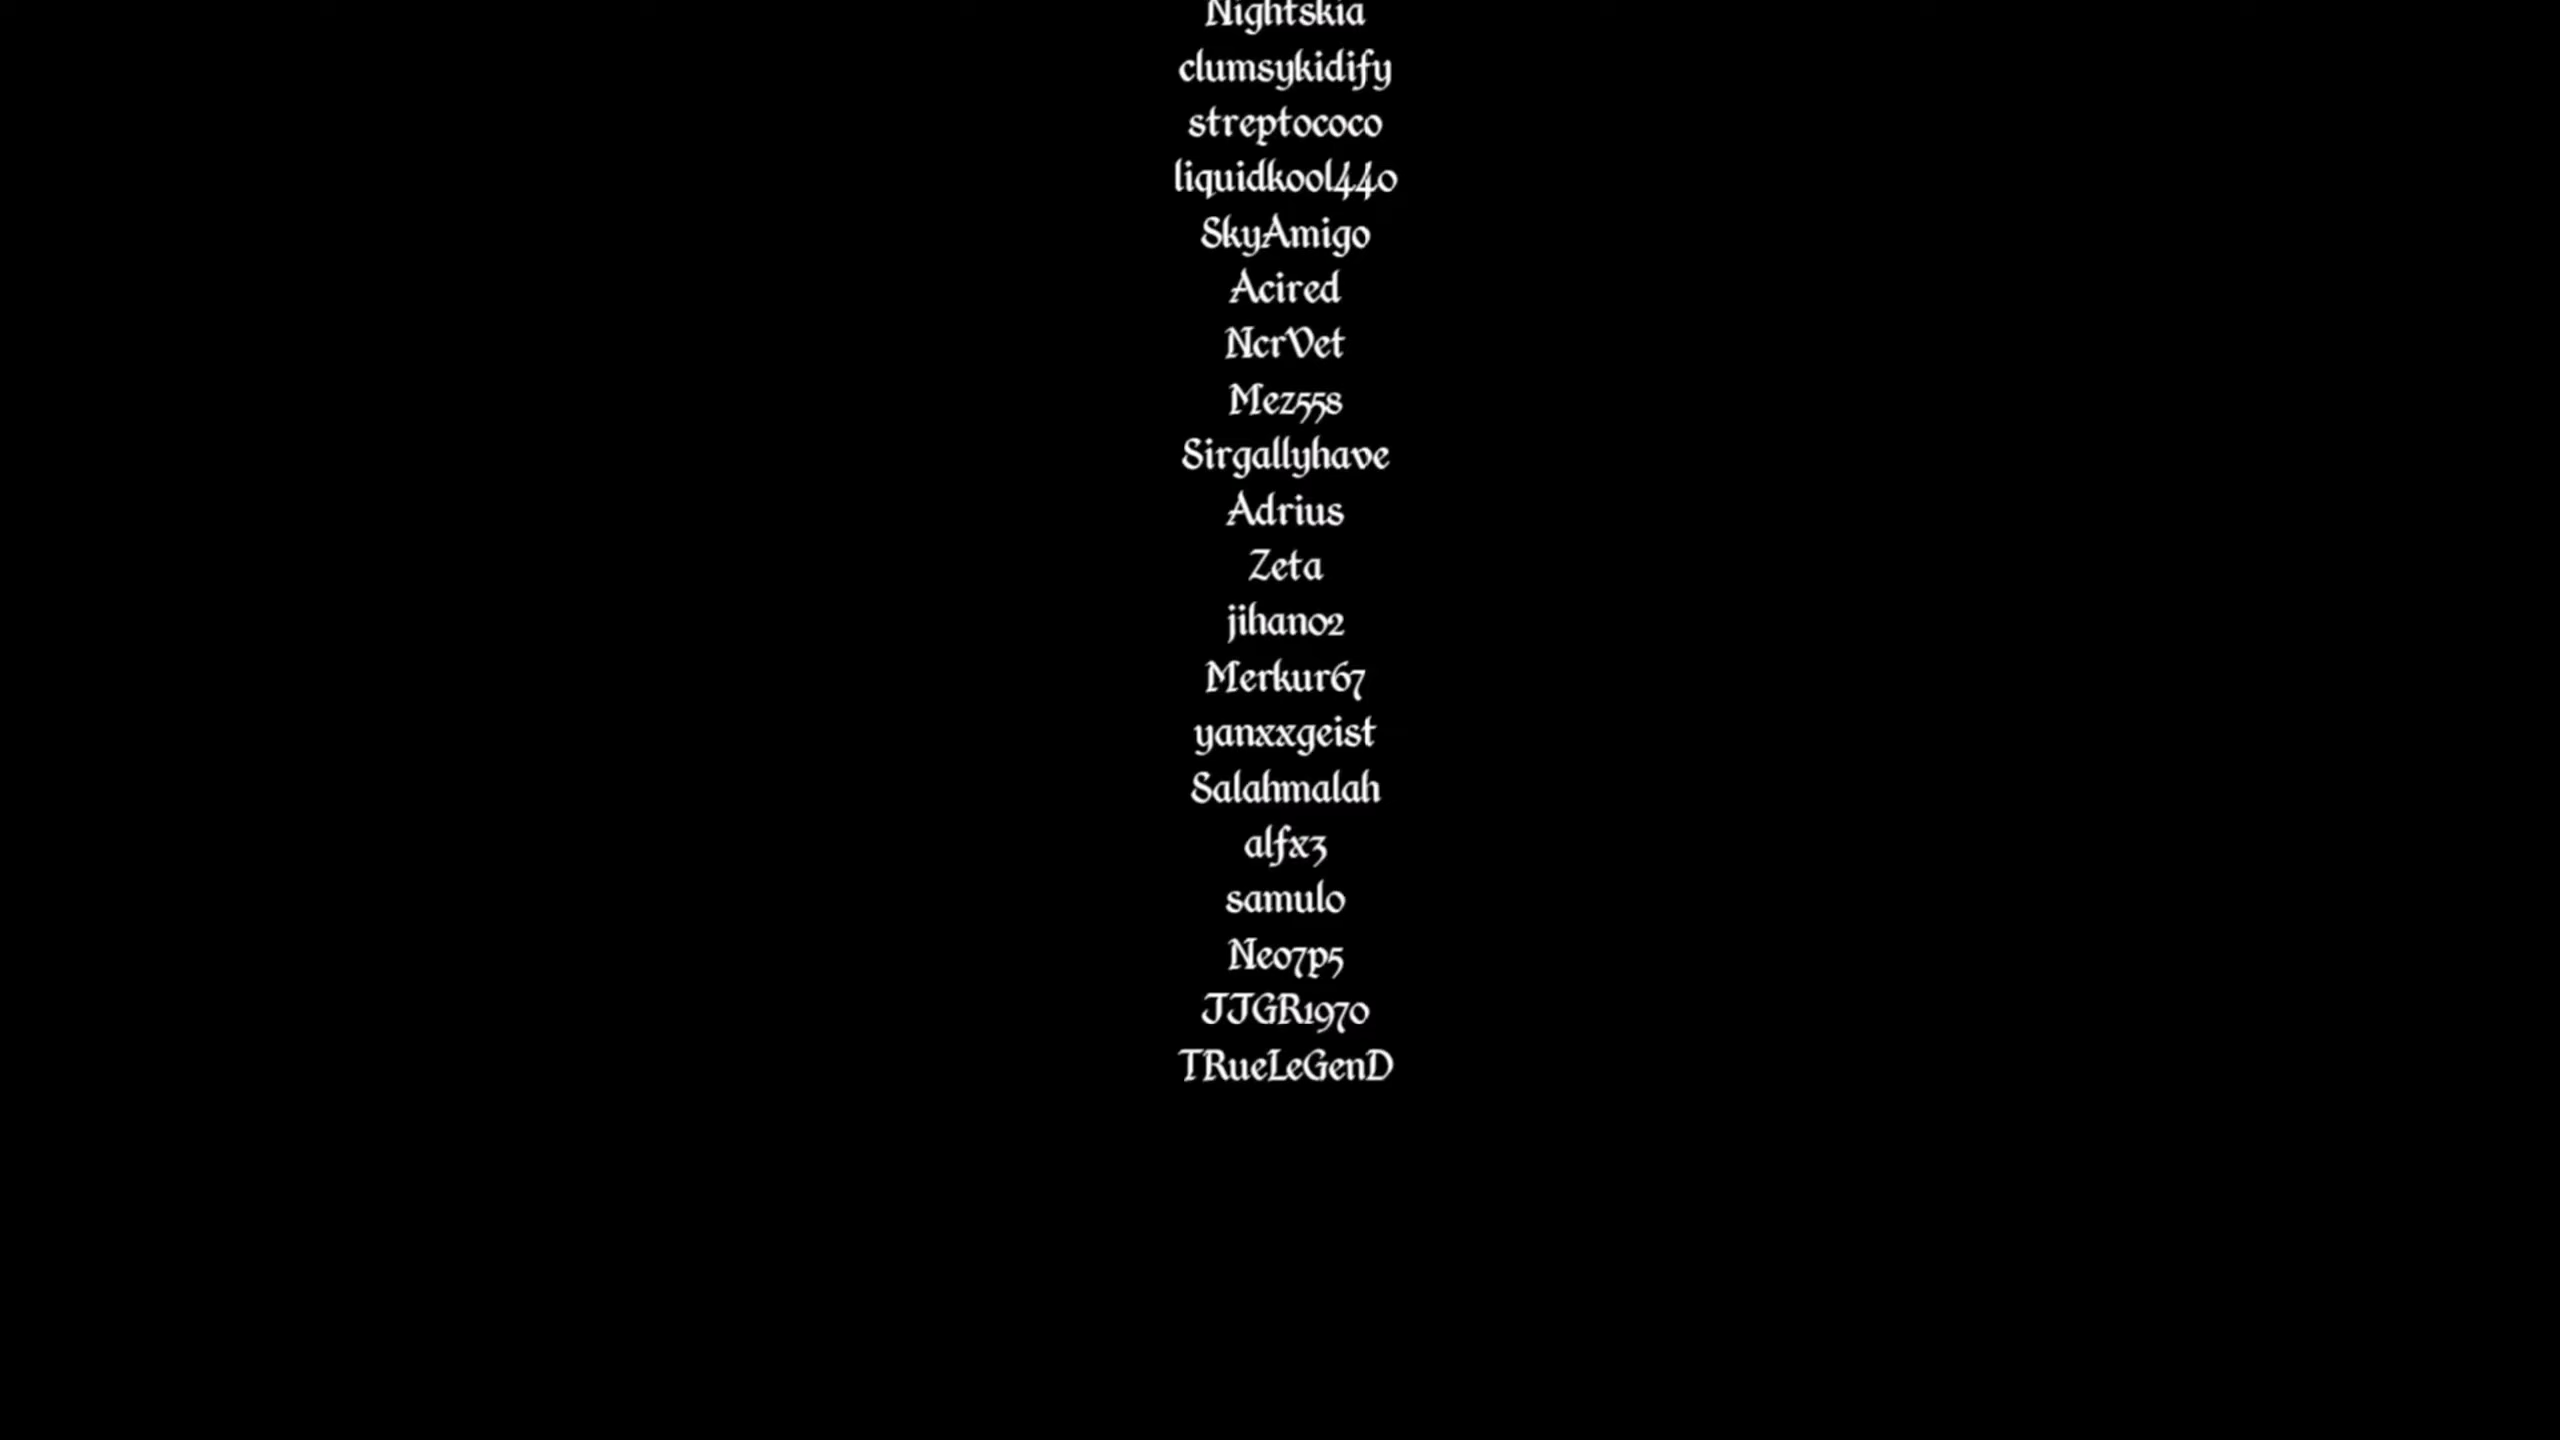 Nightskia
clumsykidify
streptococo
liquidkool440
SkyAmigo
Acired
NcrVet
Mez558
Sirgallyhave
Adrius
Zeta
jihan02
Merkur67
yanxxgeist
Salahmalah
alfx3
samulo
Neo7p5
JJGR1970
TRueLeGenD